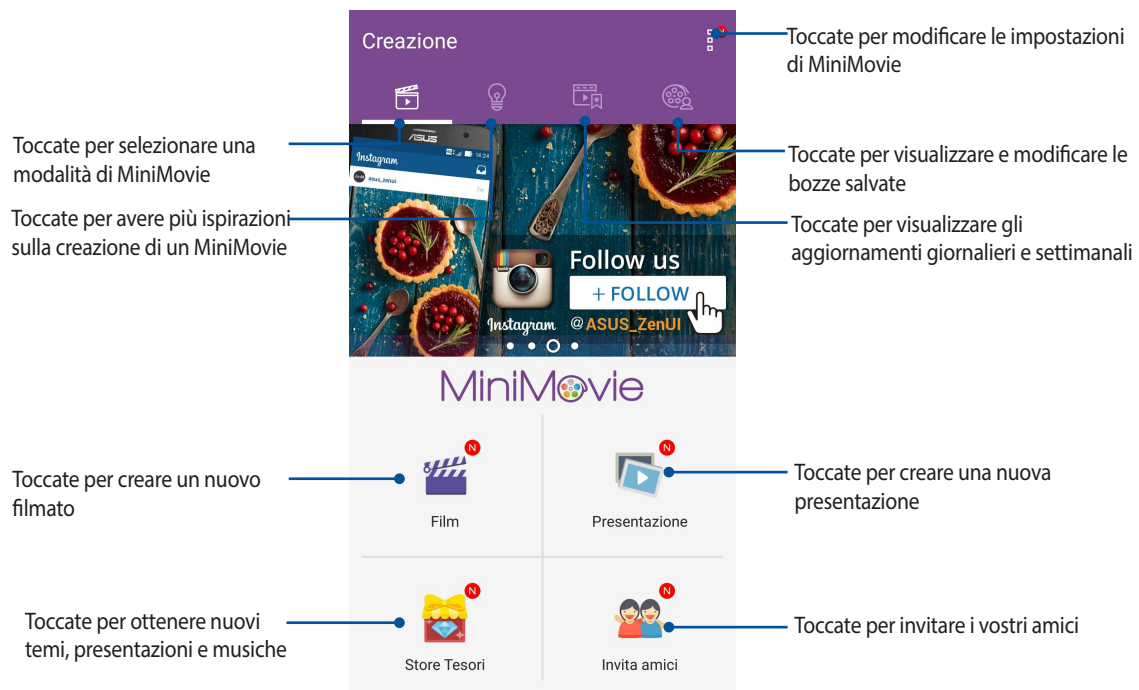 Creazione
N
Toccate per modificare le impostazioni
di MiniMovie
Toccate per selezionare una
modalità di MiniMovie
Toccate per avere più ispirazioni
sulla creazione di un MiniMovie
Toccate per visualizzare e modificare le
bozze salvate
Toccate per visualizzare gli
aggiornamenti giornalieri e settimanali
ASUS
14:24
Instagram
asus_zenui
7m
Follow us
+ FOLLOW
Instagram @ASUS_ZenUI
MiniMovie
Toccate per creare un nuovo
filmato
N
Film
N
Presentazione
Toccate per creare una nuova
presentazione
Toccate per ottenere nuovi
temi, presentazioni e musiche
N
Store Tesori
N
Invita amici
Toccate per invitare i vostri amici